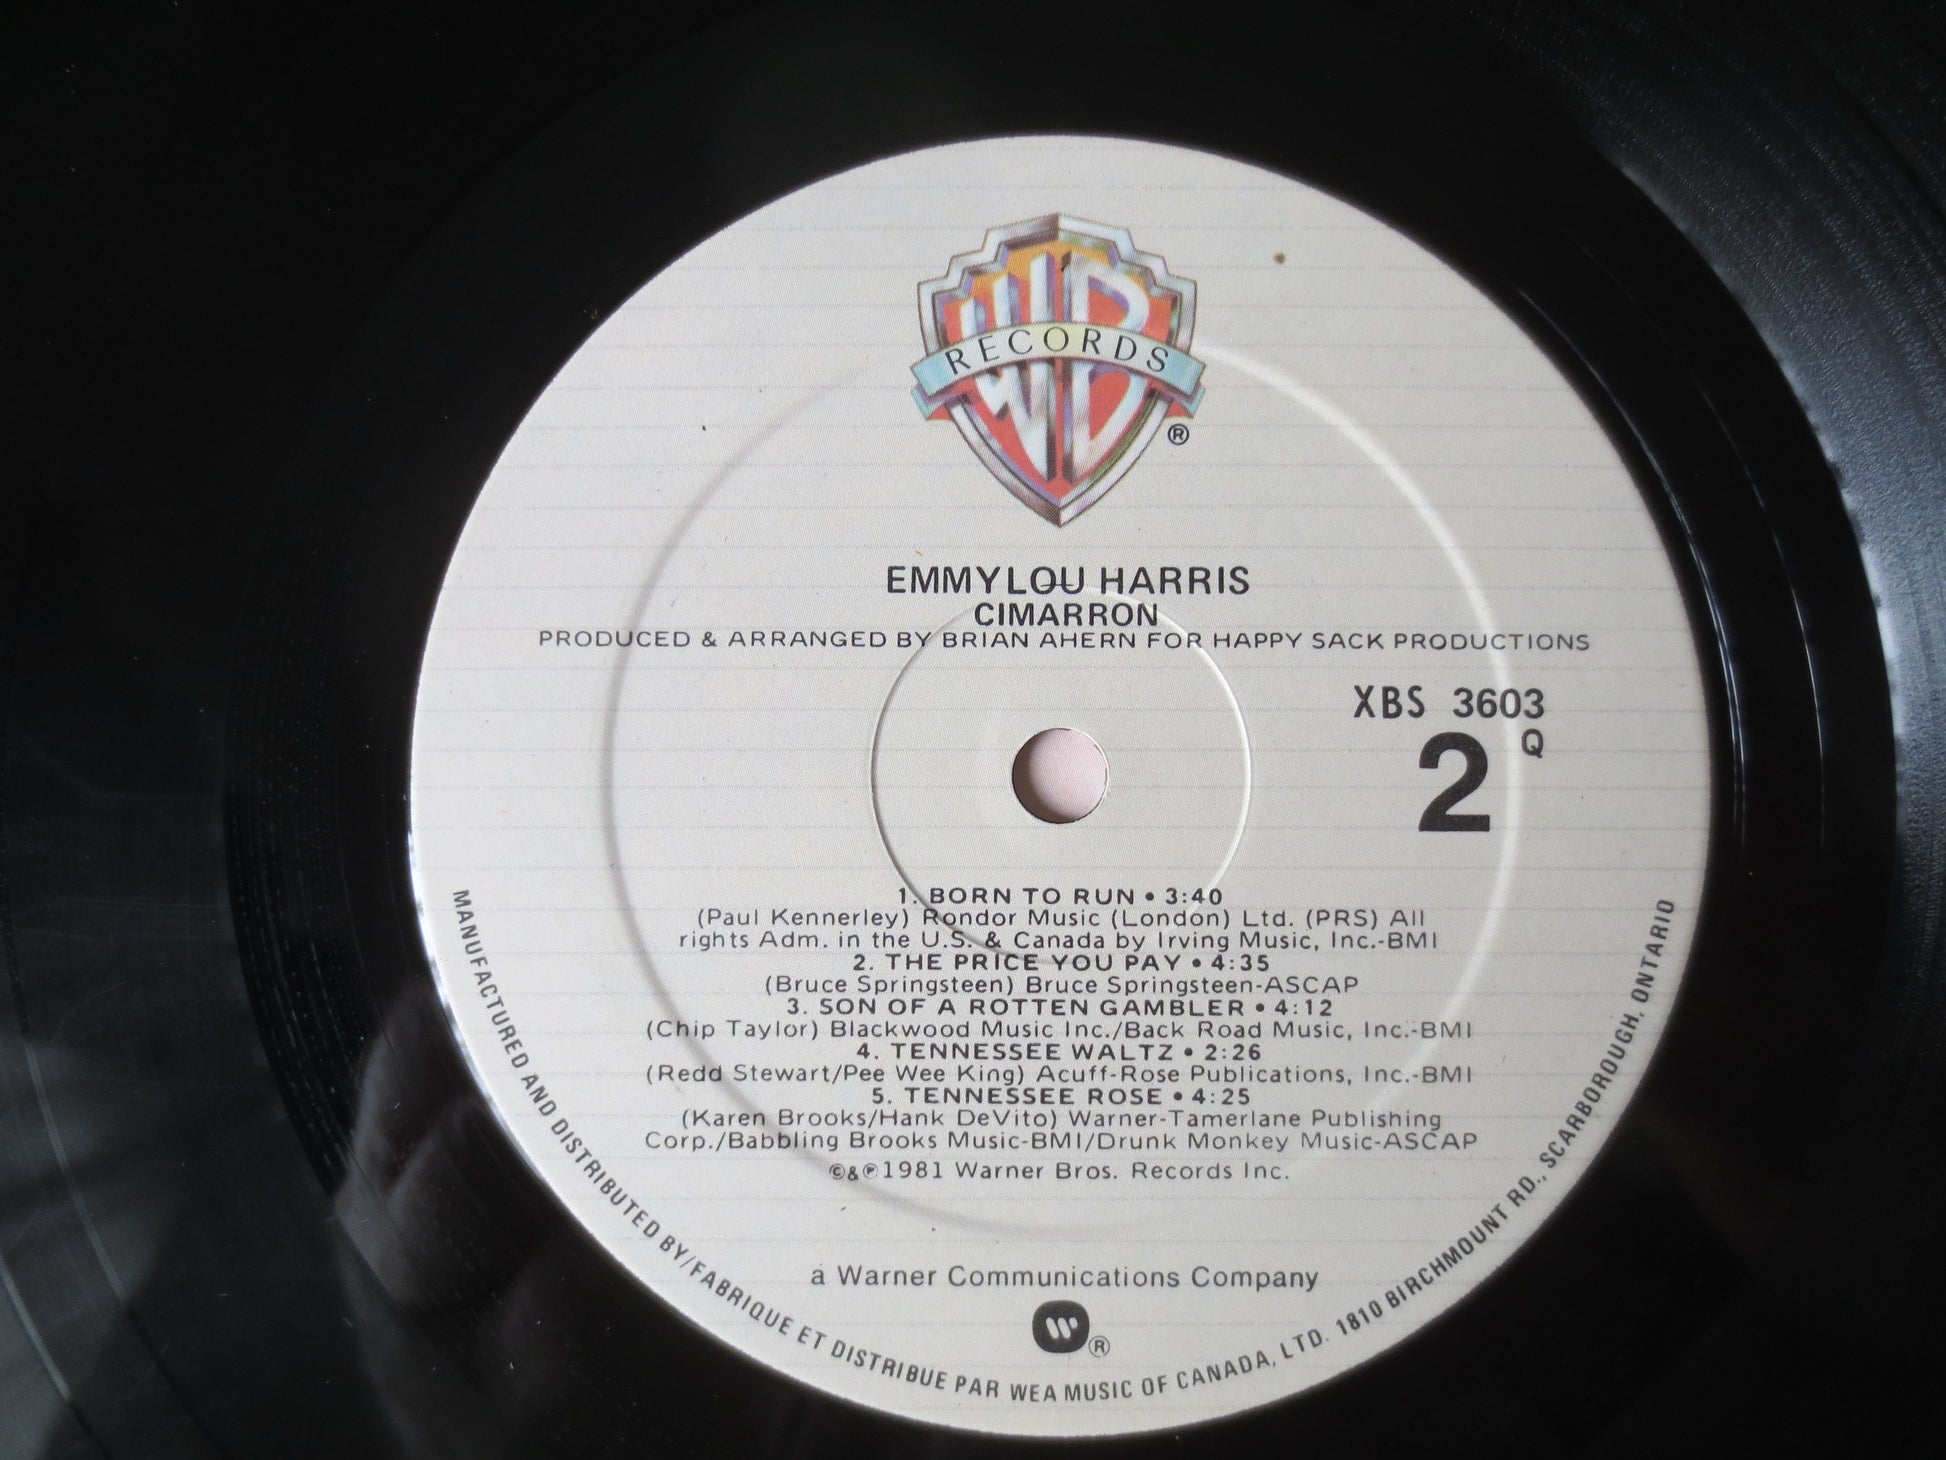 WB
RECORDS
®
EMMYLOU HARRIS
CIMARRON
PRODUCED & ARRANGED BY BRIAN AHERN FOR HAPPY SACK PRODUCTIONS
XBS 3603
Q
2
1. BORN TO RUN • 3:40
(Paul Kennerley) Rondor Music (London) Ltd. (PRS) All
rights Adm. in the U.S. & Canada by Irving Music, Inc.-BMI
2. THE PRICE YOU PAY • 4:35
(Bruce Springsteen) Bruce Springsteen-ASCAP
3. SON OF A ROTTEN GAMBLER • 4:12
(Chip Taylor) Blackwood Music Inc./Back Road Music, Inc.-BMI
4. TENNESSEE WALTZ • 2:26
(Redd Stewart/Pee Wee King) Acuff-Rose Publications, Inc.-BMI
5. TENNESSEE ROSE • 4:25
(Karen Brooks/Hank DeVito) Warner-Tamerlane Publishing
Corp./Babbling Brooks Music-BMI/Drunk Monkey Music-ASCAP
©&℗1981 Warner Bros. Records Inc.
a Warner Communications Company
®
MANUFACTURED AND DISTRIBUTED BY/FABRIQUE ET DISTRIBUE PAR WEA MUSIC OF CANADA, LTD. 1810 BIRCHMOUNT RD., SCARBOROUGH, ONTARIO